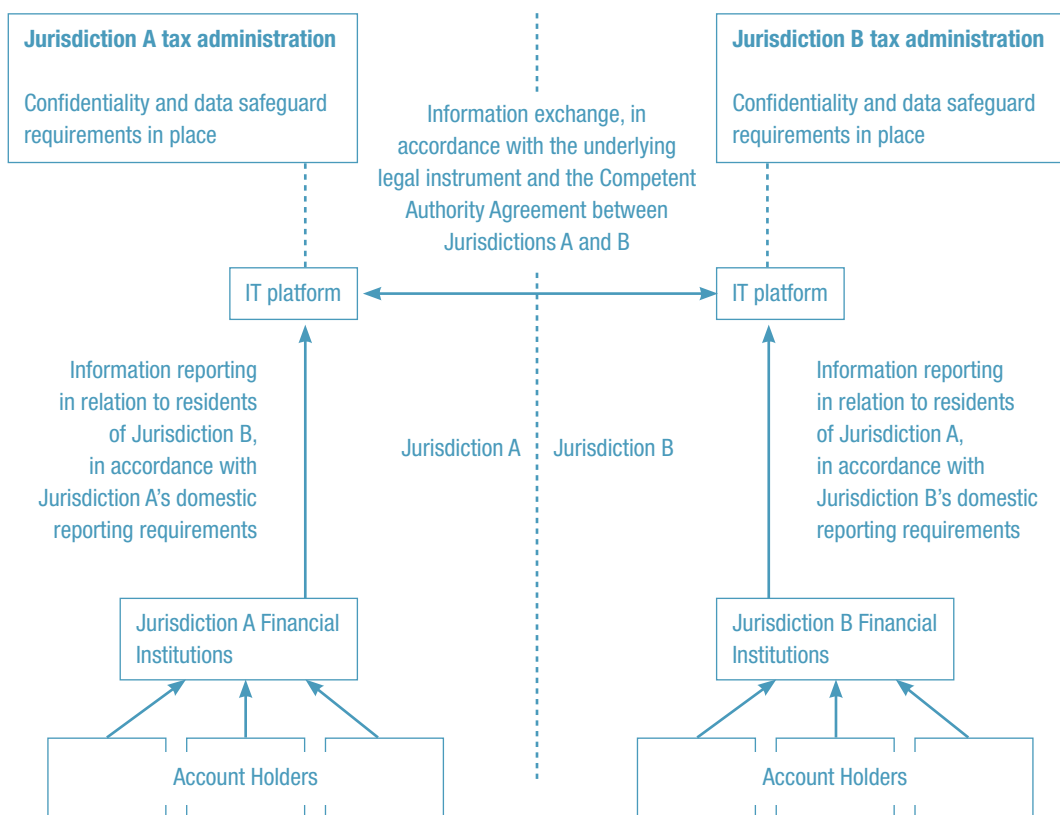 Jurisdiction A tax administration
Confidentiality and data safeguard
requirements in place
Information exchange, in
accordance with the underlying
legal instrument and the Competent
Authority Agreement between
Jurisdictions A and B
Jurisdiction B tax administration
Confidentiality and data safeguard
requirements in place
IT platform
IT platform
Information reporting
in relation to residents
of Jurisdiction B,
in accordance with
Jurisdiction A’s domestic
reporting requirements
Jurisdiction A
Jurisdiction B
Information reporting
in relation to residents
of Jurisdiction A,
in accordance with
Jurisdiction B’s domestic
reporting requirements
Jurisdiction A Financial
Institutions
Jurisdiction B Financial
Institutions
Account Holders
Account Holders